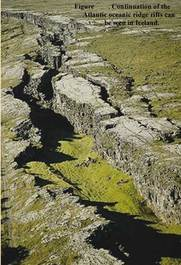 Figure . Continuation of the
Atlantic oceanic ridge rifts can
be seen in Iceland.